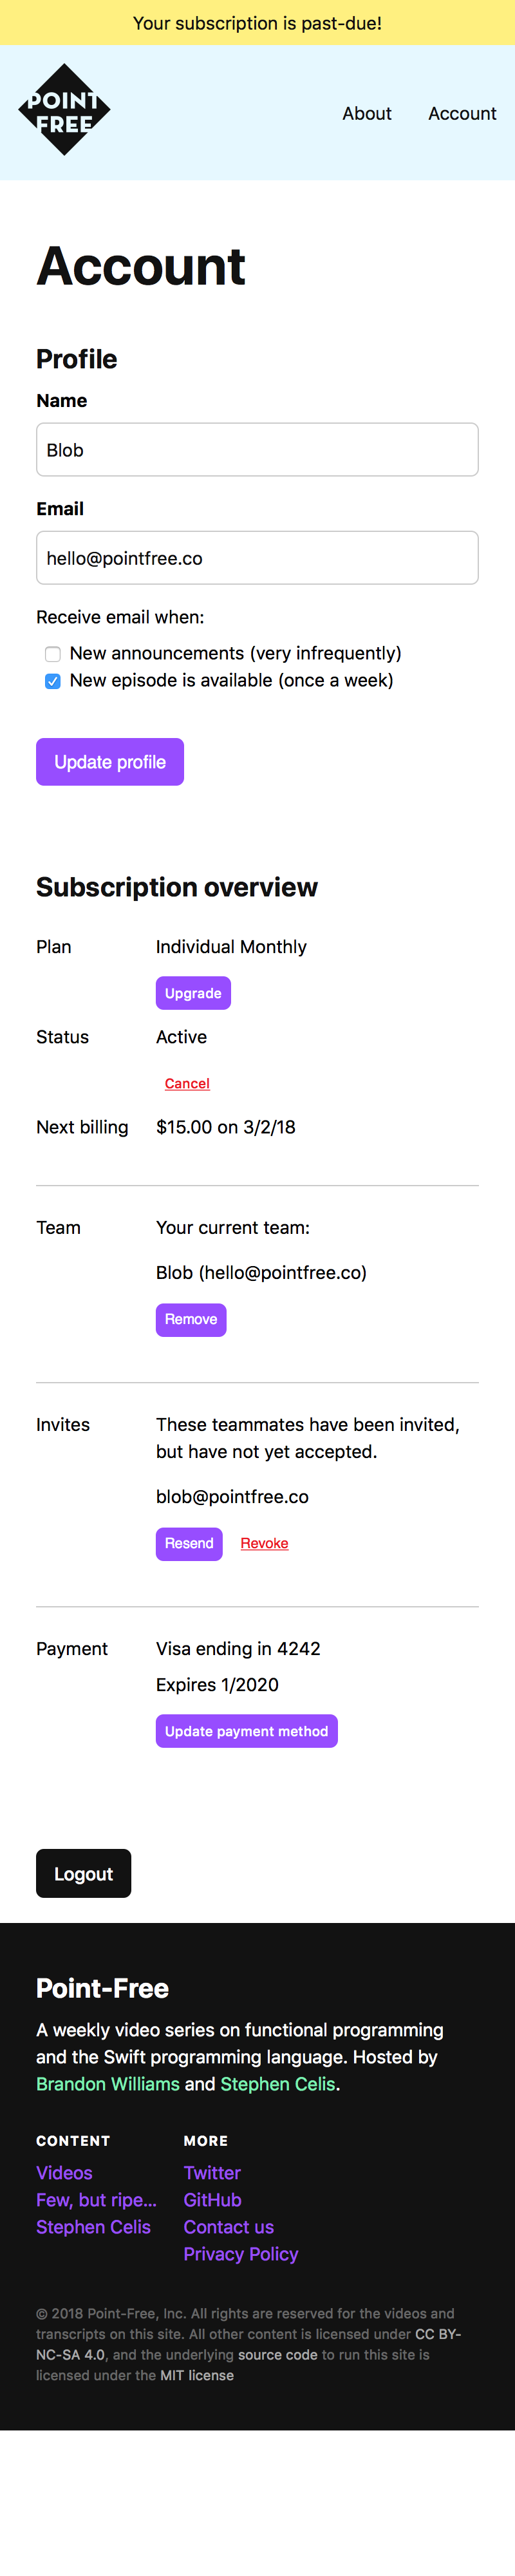 Your subscription is past-due!
POINT
FREE
About Account
Account
Profile
Name
Blob
Email
hello@pointfree.co
Receive email when:
New announcements (very infrequently)
New episode is available (once a week)
Update profile
Subscription overview
Plan Individual Monthly
Upgrade
Status Active
Cancel
Next billing $15.00 on 3/2/18
Team Your current team:
Blob (hello@pointfree.co)
Remove
Invites These teammates have been invited,
but have not yet accepted.
blob@pointfree.co
Resend Revoke
Payment Visa ending in 4242
Expires 1/2020
Update payment method
Logout
Point-Free
A weekly video series on functional programming
and the Swift programming language. Hosted by
Brandon Williams and Stephen Celis.
CONTENT
Videos
Few, but ripe...
Stephen Celis
MORE
Twitter
GitHub
Contact us
Privacy Policy
© 2018 Point-Free, Inc. All rights are reserved for the videos and
transcripts on this site. All other content is licensed under CC BY-
NC-SA 4.0, and the underlying source code to run this site is
licensed under the MIT license